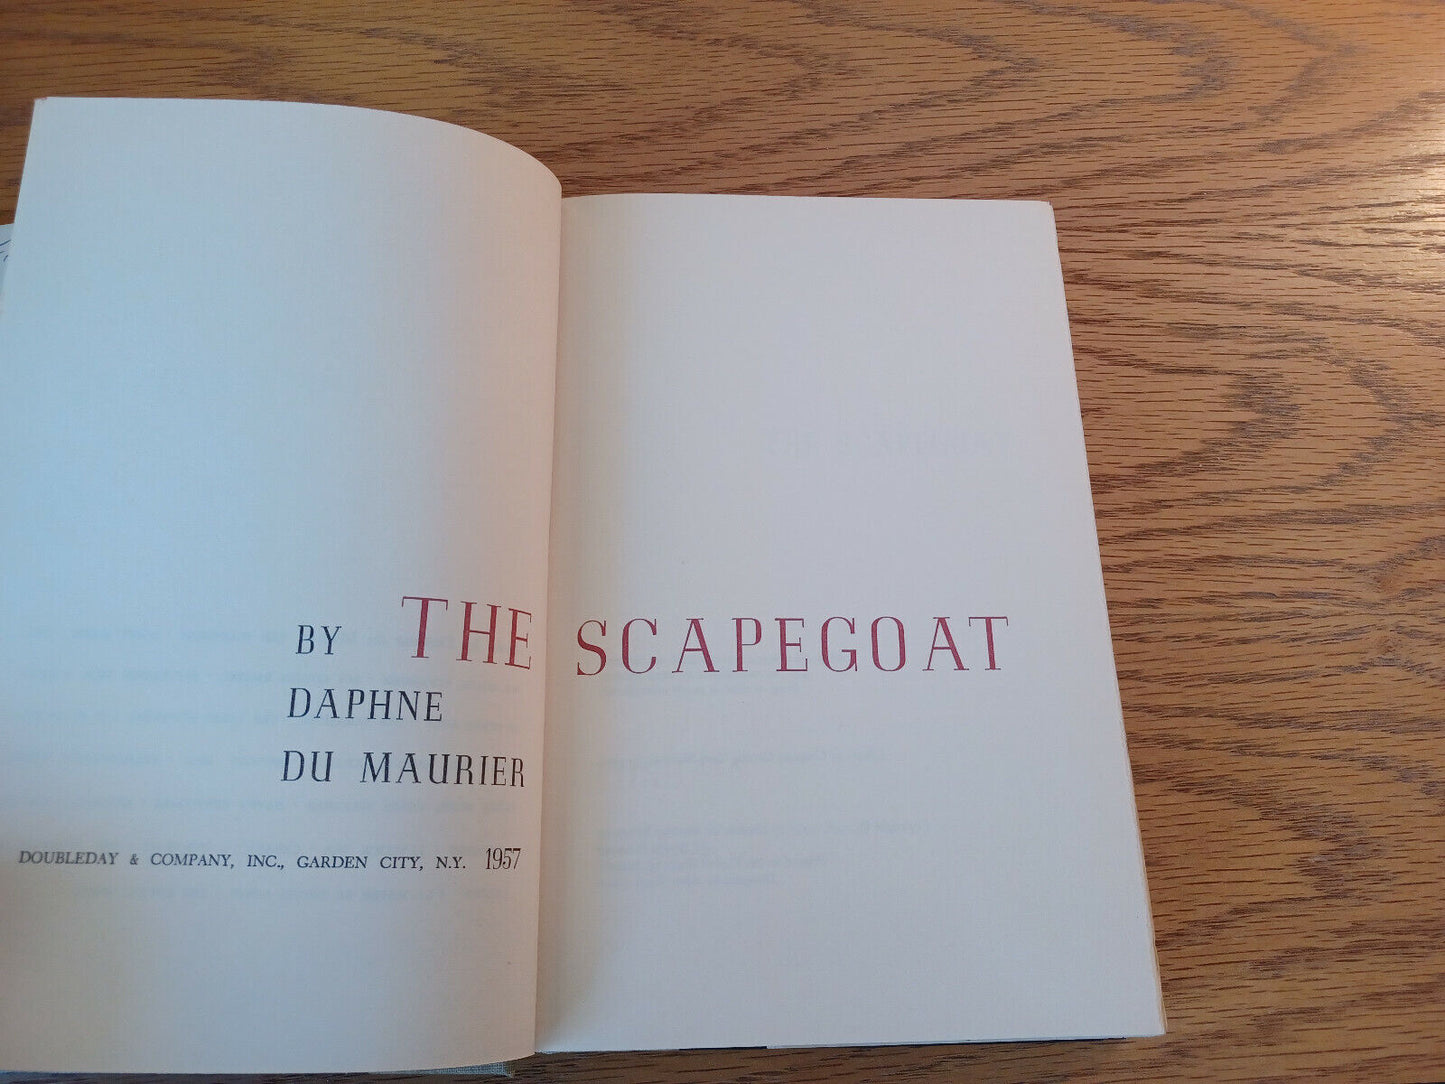 THE SCAPEGOAT
BY
DAPHNE
DU MAURIER
DOUBLEDAY & COMPANY, INC., GARDEN CITY, N.Y. 1957